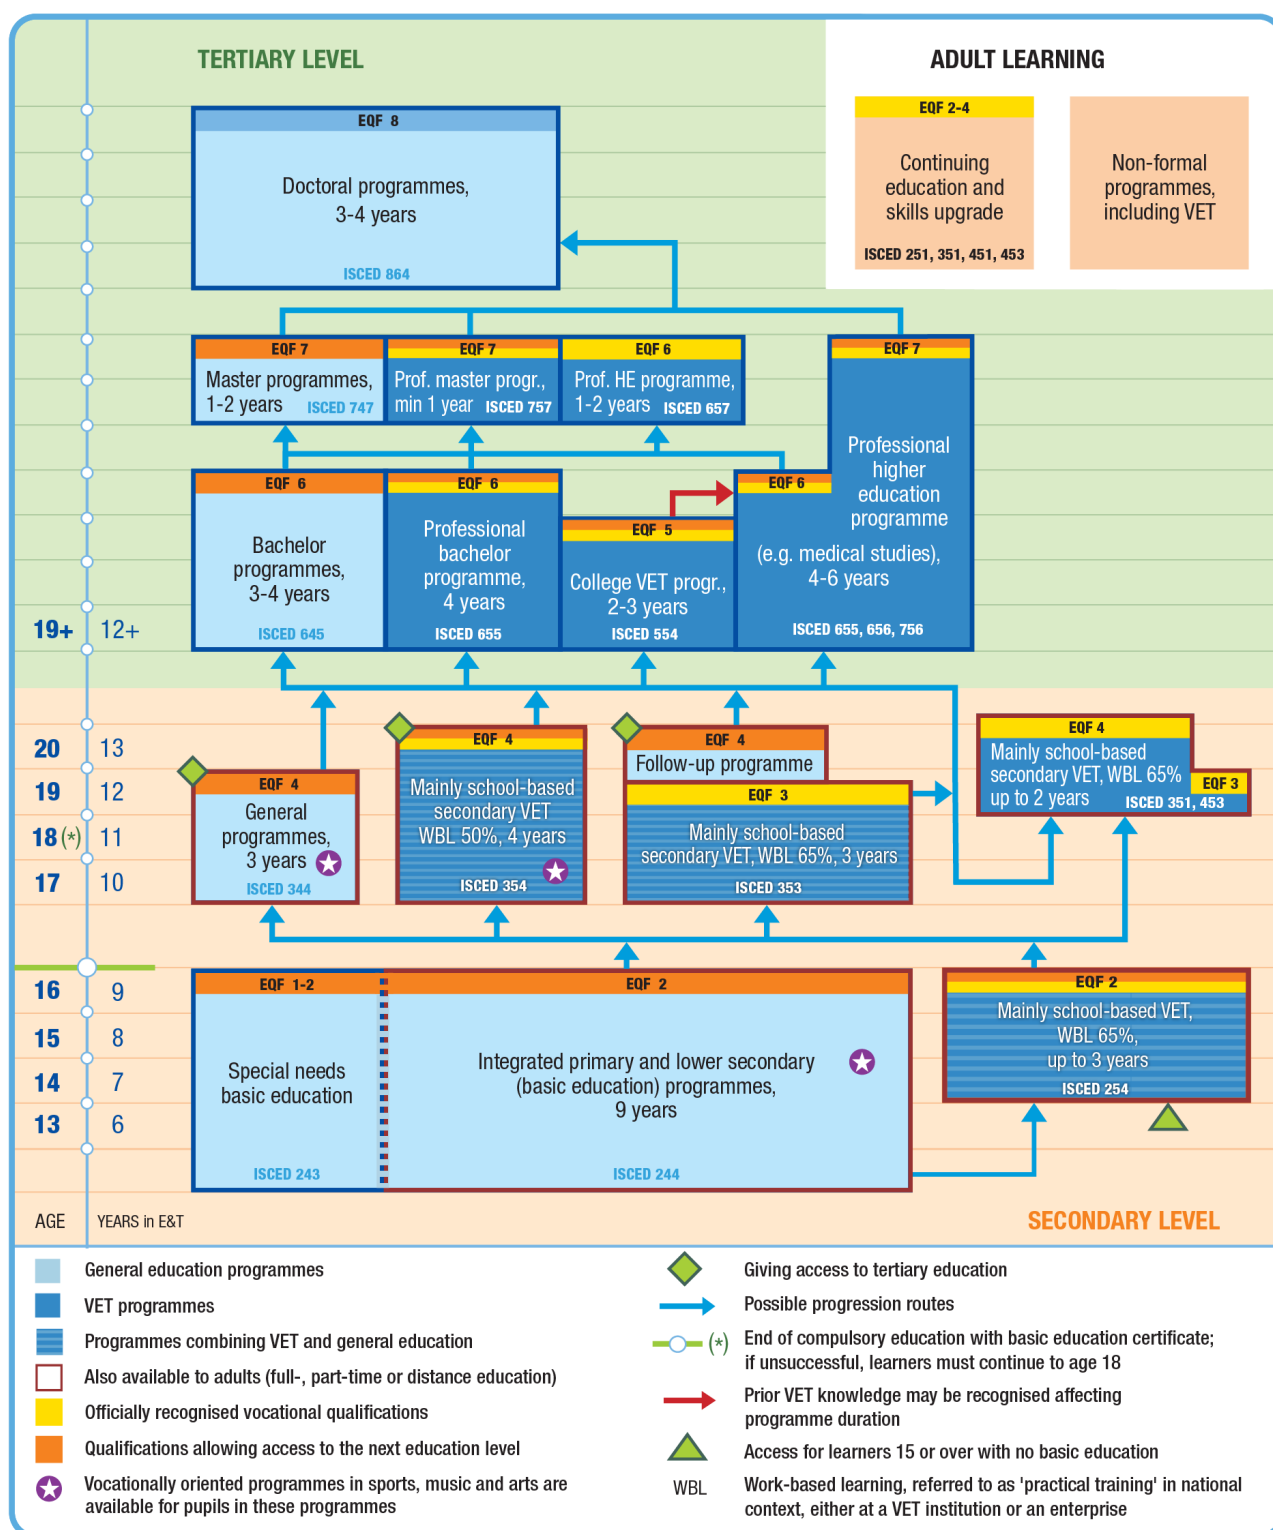 TERTIARY LEVEL
ADULT LEARNING
EQF 2-4
Continuing
education and
skills upgrade
ISCED 251, 351, 451, 453
Non-formal
programmes,
including VET
EQF 8
Doctoral programmes,
3-4 years
ISCED 864
EQF 7
Master programmes,
1-2 years ISCED 747
EQF 7
Prof. master progr.,
min 1 year ISCED 757
EQF 6
Prof. HE programme,
1-2 years ISCED 657
EQF 7
Professional
higher
education
programme
EQF 6
(e.g. medical studies),
4-6 years
ISCED 655, 656, 756
EQF 6
Bachelor
programmes,
3-4 years
ISCED 645
EQF 6
Professional
bachelor
programme,
4 years
ISCED 655
EQF 5
College VET progr.,
2-3 years
ISCED 554
19+ 12+
20 13
19 12
18 (*) 11
17 10
EQF 4
General
programmes,
3 years
ISCED 344
EQF 4
Mainly school-based
secondary VET
WBL 50%, 4 years
ISCED 354
EQF 4
Follow-up programme
EQF 3
Mainly school-based
secondary VET, WBL 65%, 3 years
ISCED 353
EQF 4
Mainly school-based
secondary VET, WBL 65%
up to 2 years
EQF 3
ISCED 351, 453
16 9
15 8
14 7
13 6
EQF 1-2
Special needs
basic education
ISCED 243
EQF 2
Integrated primary and lower secondary
(basic education) programmes,
9 years
ISCED 244
EQF 2
Mainly school-based VET,
WBL 65%,
up to 3 years
ISCED 254
AGE YEARS in E&T
SECONDARY LEVEL
General education programmes
VET programmes
Programmes combining VET and general education
Also available to adults (full-, part-time or distance education)
Officially recognised vocational qualifications
Qualifications allowing access to the next education level
Vocationally oriented programmes in sports, music and arts are
available for pupils in these programmes
Giving access to tertiary education
Possible progression routes
(*) End of compulsory education with basic education certificate;
if unsuccessful, learners must continue to age 18
Prior VET knowledge may be recognised affecting
programme duration
Access for learners 15 or over with no basic education
WBL Work-based learning, referred to as 'practical training' in national
context, either at a VET institution or an enterprise